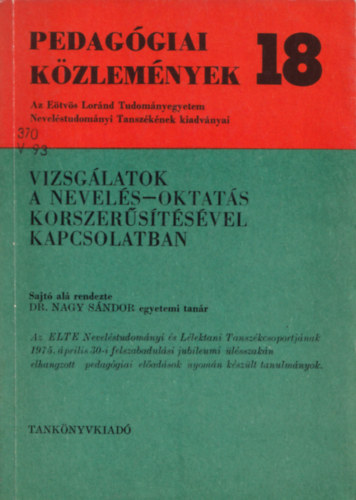 PEDAGÓGIAI
KÖZLEMÉNYEK
18
Az Eötvös Loránd Tudományegyetem
Neveléstudományi Tanszékének kiadványai
370
V 93
VIZSGÁLATOK
A NEVELÉS—OKTATÁS
KORSZERŰSÍTÉSÉVEL
KAPCSOLATBAN
Sajtó alá rendezte
DR. NAGY SÁNDOR egyetemi tanár
Az ELTE Neveléstudományi és Lélektani Tanszékcsoportjának
1975. április 30-i felszabadulási jubileumi ülésszakán
elhangzott pedagógiai előadások nyomán készült tanulmányok.
TANKÖNYVKIADÓ